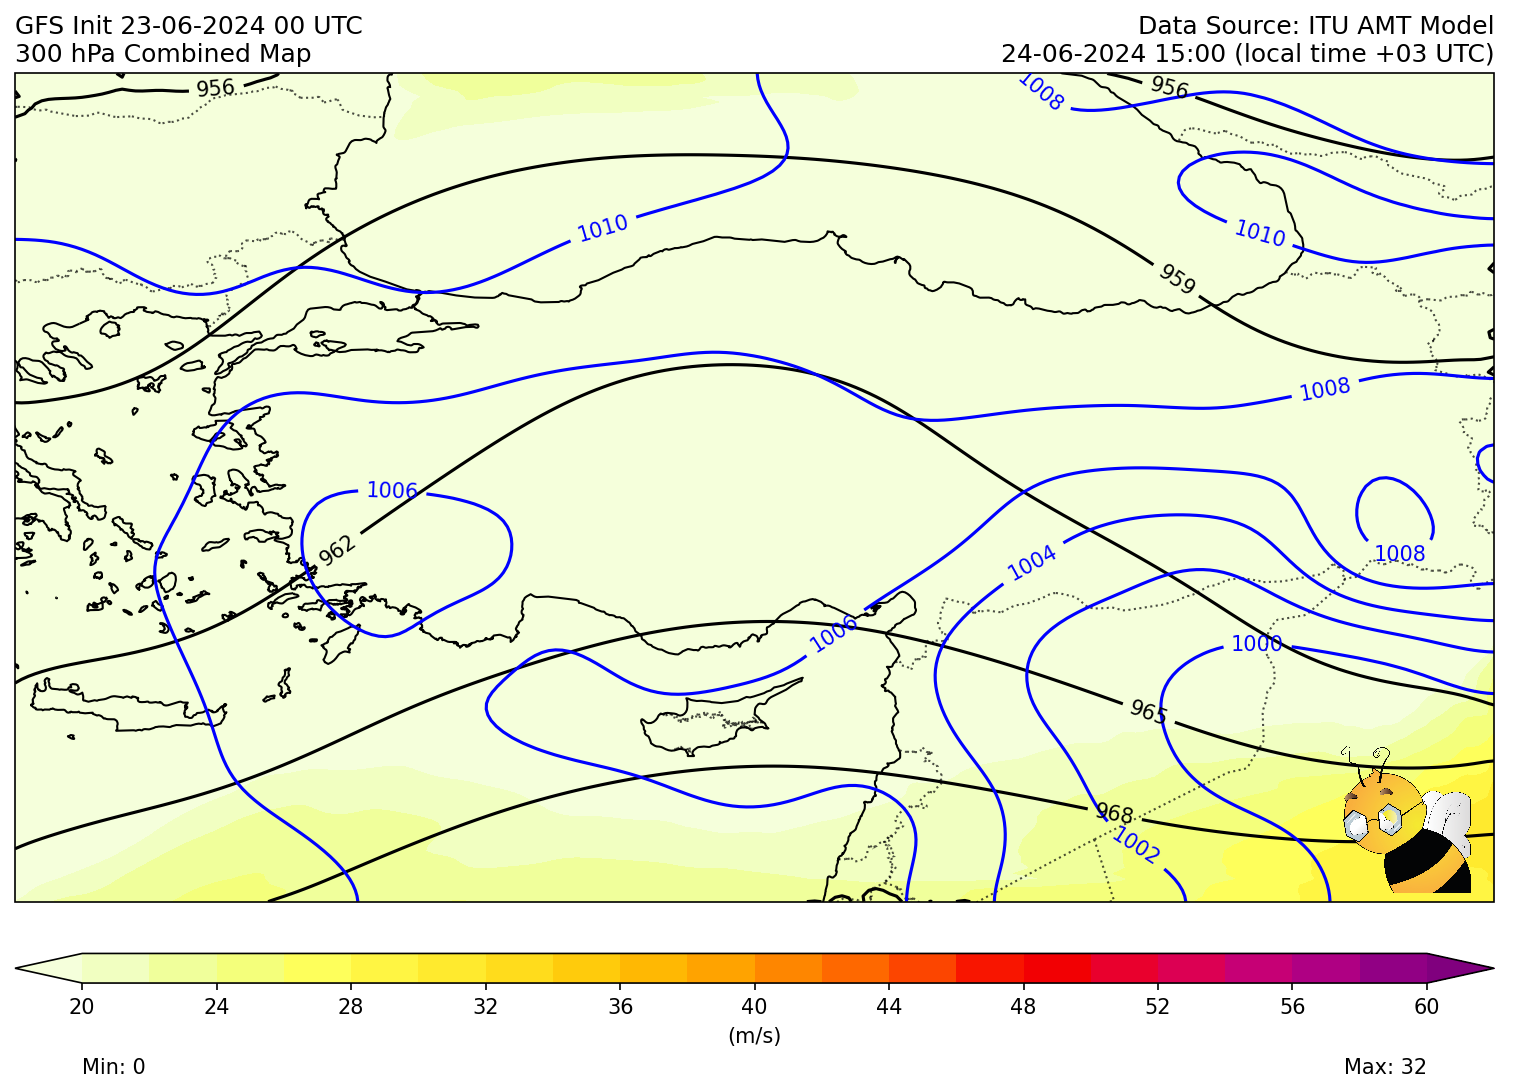 GFS Init 23-06-2024 00 UTC
Data Source: ITU AMT Model
300 hPa Combined Map
24-06-2024 15:00 (local time +03 UTC)
956
956
1008
1010
1010
959
1008
1006
962
1004
1008
1006
1000
965
968
1002
20 24 28 32 36 40 44 48 52 56 60
(m/s)
Min: 0
Max: 32